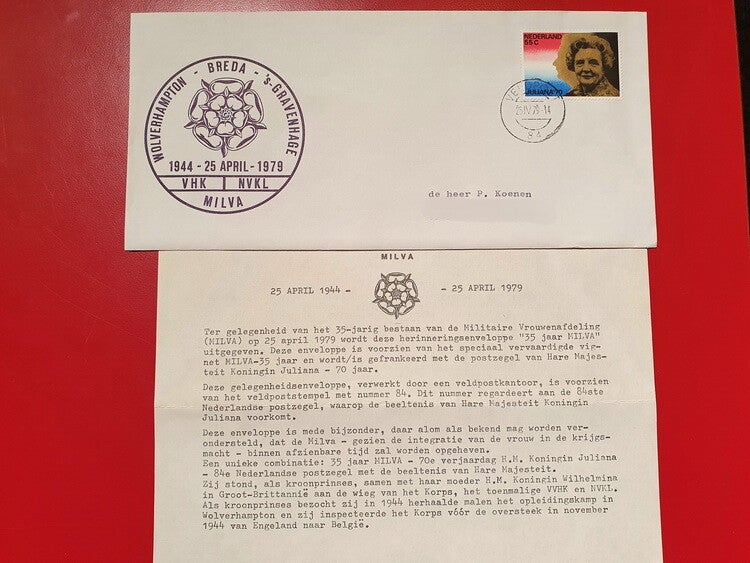 WOLVERHAMPTON - BREDA - 's-GRAVENHAGE
1944 - 25 APRIL - 1979
VHK | NVKL
MILVA
NEDERLAND
55 C
JULIANA '70
25 IV 79-14
84
de heer P. Koenen
MILVA
25 APRIL 1944 - - 25 APRIL 1979
Ter gelegenheid van het 35-jarig bestaan van de Militaire Vrouwenafdeling
(MILVA) op 25 april 1979 wordt deze herinneringsenveloppe "35 jaar MILVA"
uitgegeven. Deze enveloppe is voorzien van het speciaal vervaardigde vig-
net MILVA-35 jaar en wordt/is gefrankeerd met de postzegel van Hare Majes-
teit Koningin Juliana - 70 jaar.
Deze gelegenheidsenveloppe, verwerkt door een veldpostkantoor, is voorzien
van het veldpoststempel met nummer 84. Dit nummer regardeert aan de 84ste
Nederlandse postzegel, waarop de beeltenis van Hare Majesteit Koningin
Juliana voorkomt.
Deze enveloppe is mede bijzonder, daar alom als bekend mag worden ver-
ondersteld, dat de Milva - gezien de integratie van de vrouw in de krijgs-
macht - binnen afzienbare tijd zal worden opgeheven.
Een unieke combinatie: 35 jaar MILVA - 70e verjaardag H.M. Koningin Juliana
- 84e Nederlandse postzegel met de beeltenis van Hare Majesteit.
Zij stond, als kroonprinses, samen met haar moeder H.M. Koningin Wilhelmina
in Groot-Brittannië aan de wieg van het Korps, het toenmalige VVHK en NVKL.
Als kroonprinses bezocht zij in 1944 herhaalde malen het opleidingskamp in
Wolverhampton en zij inspecteerde het Korps vóór de oversteek in november
1944 van Engeland naar België.